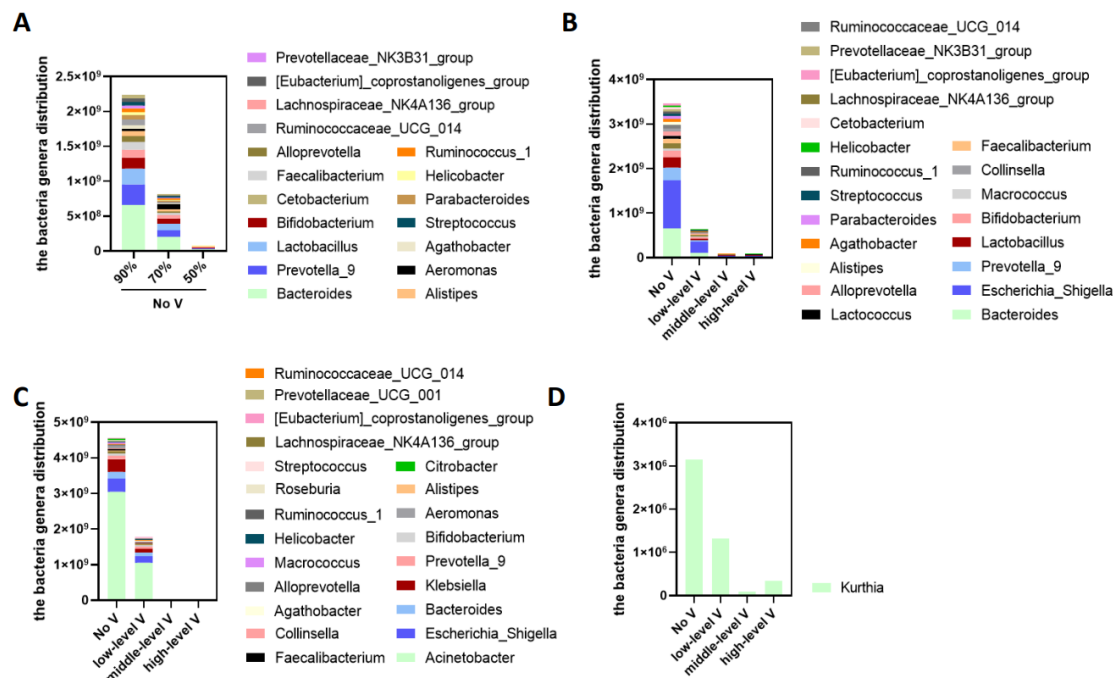 A
the bacteria genera distribution
2.5×10⁹
2×10⁹
1.5×10⁹
1×10⁹
5×10⁸
0
90%
70%
50%
No V
Prevotellaceae_NK3B31_group
[Eubacterium]_coprostanoligenes_group
Lachnospiraceae_NK4A136_group
Ruminococcaceae_UCG_014
Alloprevotella Ruminococcus_1
Faecalibacterium Helicobacter
Cetobacterium Parabacteroides
Bifidobacterium Streptococcus
Lactobacillus Agathobacter
Prevotella_9 Aeromonas
Bacteroides Alistipes
B
the bacteria genera distribution
4×10⁹
3×10⁹
2×10⁹
1×10⁹
0
No V
low-level V
middle-level V
high-level V
Ruminococcaceae_UCG_014
Prevotellaceae_NK3B31_group
[Eubacterium]_coprostanoligenes_group
Lachnospiraceae_NK4A136_group
Cetobacterium
Helicobacter Faecalibacterium
Ruminococcus_1 Collinsella
Streptococcus Macrococcus
Parabacteroides Bifidobacterium
Agathobacter Lactobacillus
Alistipes Prevotella_9
Alloprevotella Escherichia_Shigella
Lactococcus Bacteroides
C
the bacteria genera distribution
5×10⁹
4×10⁹
3×10⁹
2×10⁹
1×10⁹
0
No V
low-level V
middle-level V
high-level V
Ruminococcaceae_UCG_014
Prevotellaceae_UCG_001
[Eubacterium]_coprostanoligenes_group
Lachnospiraceae_NK4A136_group
Streptococcus Citrobacter
Roseburia Alistipes
Ruminococcus_1 Aeromonas
Helicobacter Bifidobacterium
Macrococcus Prevotella_9
Alloprevotella Klebsiella
Agathobacter Bacteroides
Collinsella Escherichia_Shigella
Faecalibacterium Acinetobacter
D
the bacteria genera distribution
4×10⁶
3×10⁶
2×10⁶
1×10⁶
0
No V
low-level V
middle-level V
high-level V
Kurthia